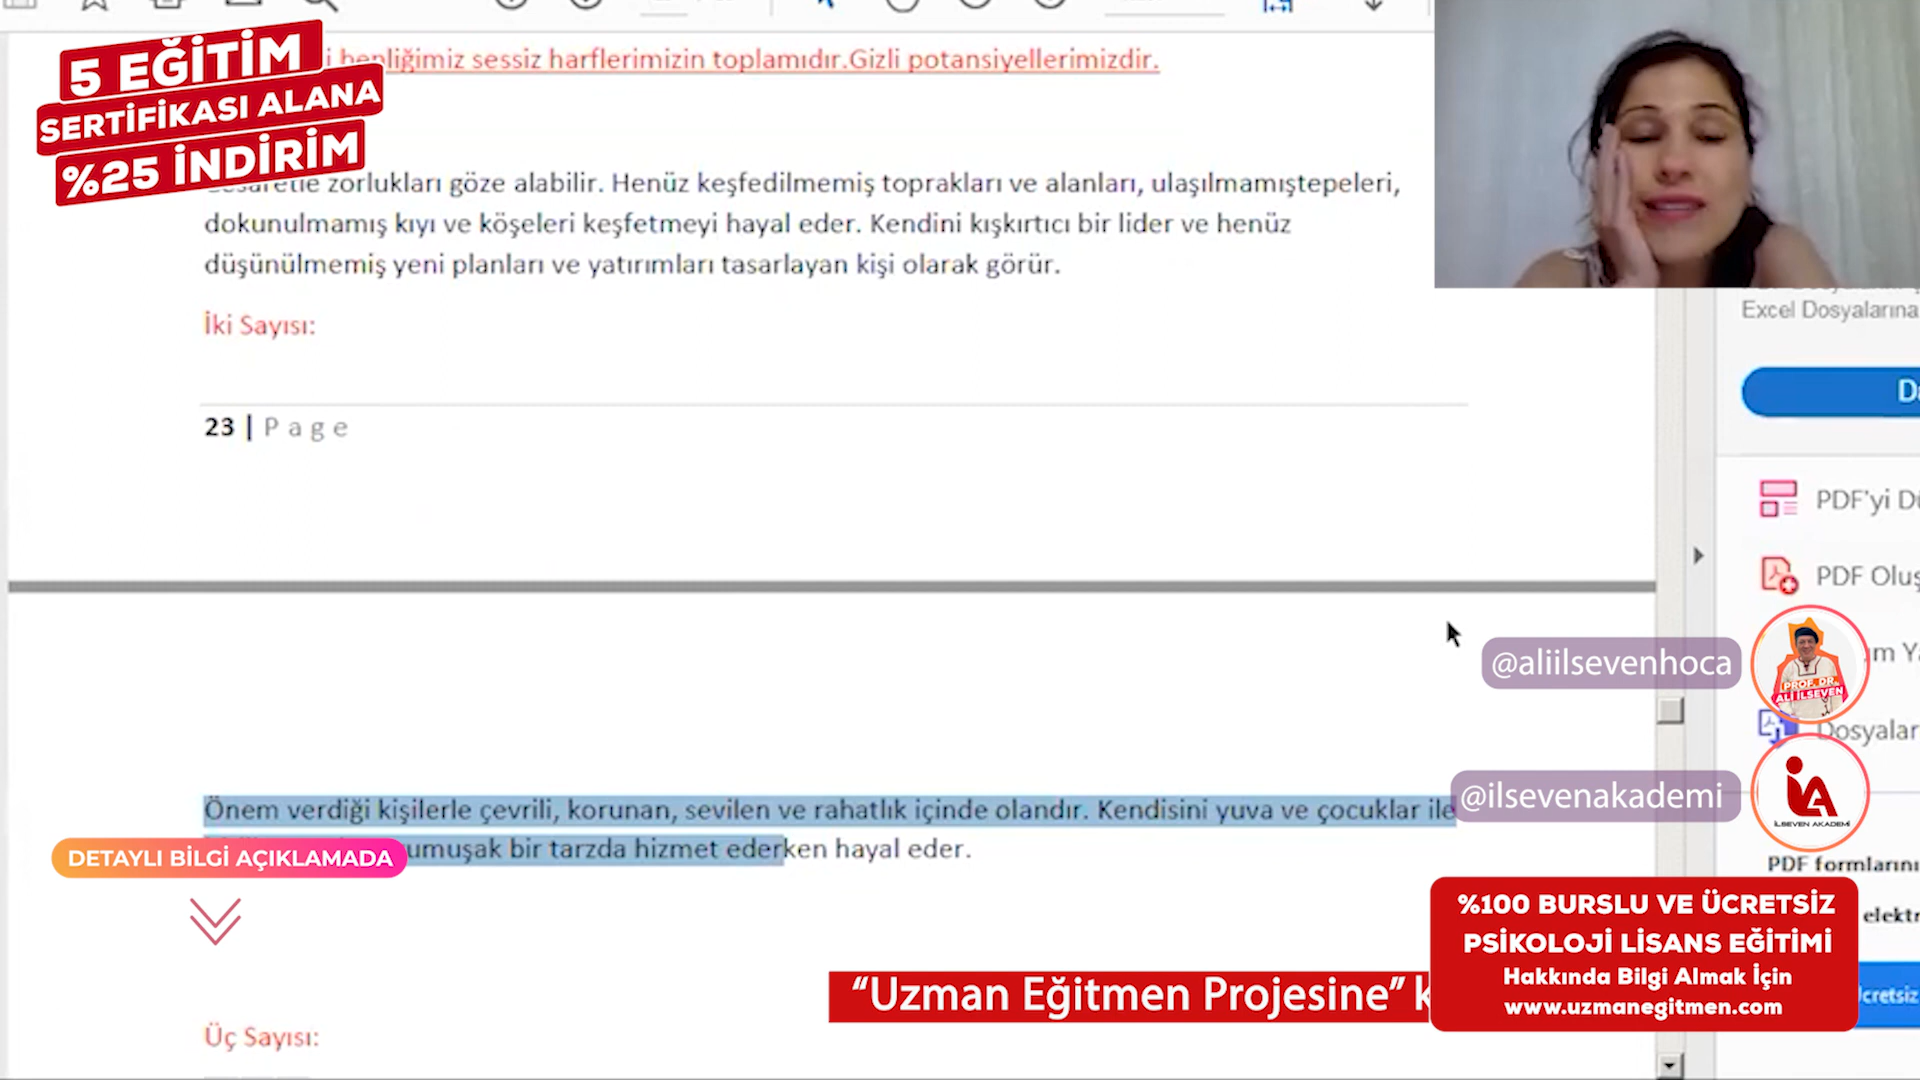 5 EĞİTİM
SERTİFİKASI ALANA
%25 İNDİRİM
benliğimiz sessiz harflerimizin toplamıdır.Gizli potansiyellerimizdir.
zorlukları göze alabilir. Henüz keşfedilmemiş toprakları ve alanları, ulaşılmamıştepeleri,
dokunulmamış kıyı ve köşeleri keşfetmeyi hayal eder. Kendini kışkırtıcı bir lider ve henüz
düşünülmemiş yeni planları ve yatırımları tasarlayan kişi olarak görür.
İki Sayısı:
23 | Page
Önem verdiği kişilerle çevrili, korunan, sevilen ve rahatlık içinde olandır. Kendisini yuva ve çocuklar ile
bir tarzda hizmet ederken hayal eder.
Üç Sayısı:
DETAYLI BİLGİ AÇIKLAMADA
Excel Dosyalarına
PDF'yi
PDF
@aliilsevenhoca
PROF. DR.
ALİ İLSEVEN
Dosyalar
@ilsevenakademi
İLSEVEN AKADEMİ
PDF formlarını
%100 BURSLU VE ÜCRETSİZ
PSİKOLOJİ LİSANS EĞİTİMİ
Hakkında Bilgi Almak İçin
www.uzmanegitmen.com
“Uzman Eğitmen Projesine”